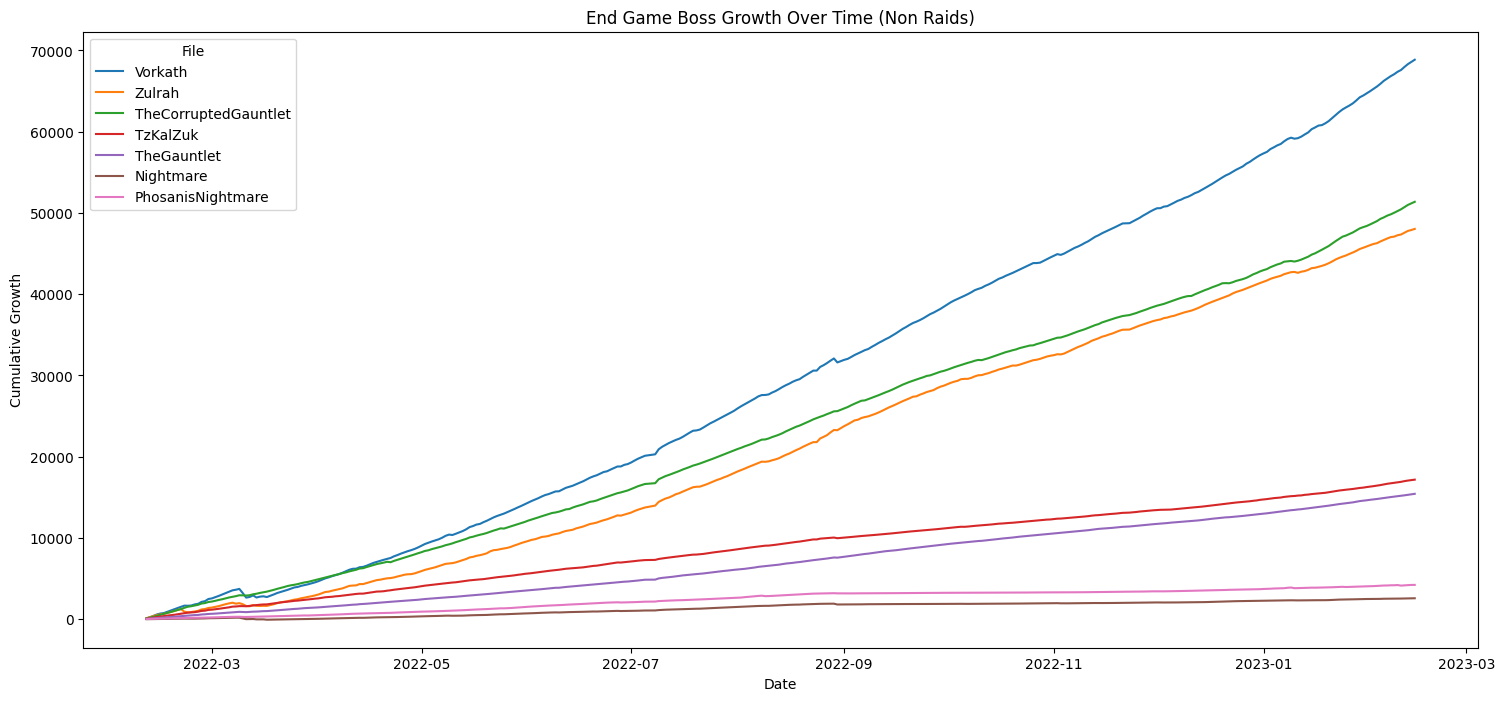 End Game Boss Growth Over Time (Non Raids)
File
Vorkath
Zulrah
TheCorruptedGauntlet
TzKalZuk
TheGauntlet
Nightmare
PhosanisNightmare
Cumulative Growth
70000
60000
50000
40000
30000
20000
10000
0
2022-03
2022-05
2022-07
2022-09
2022-11
2023-01
2023-03
Date